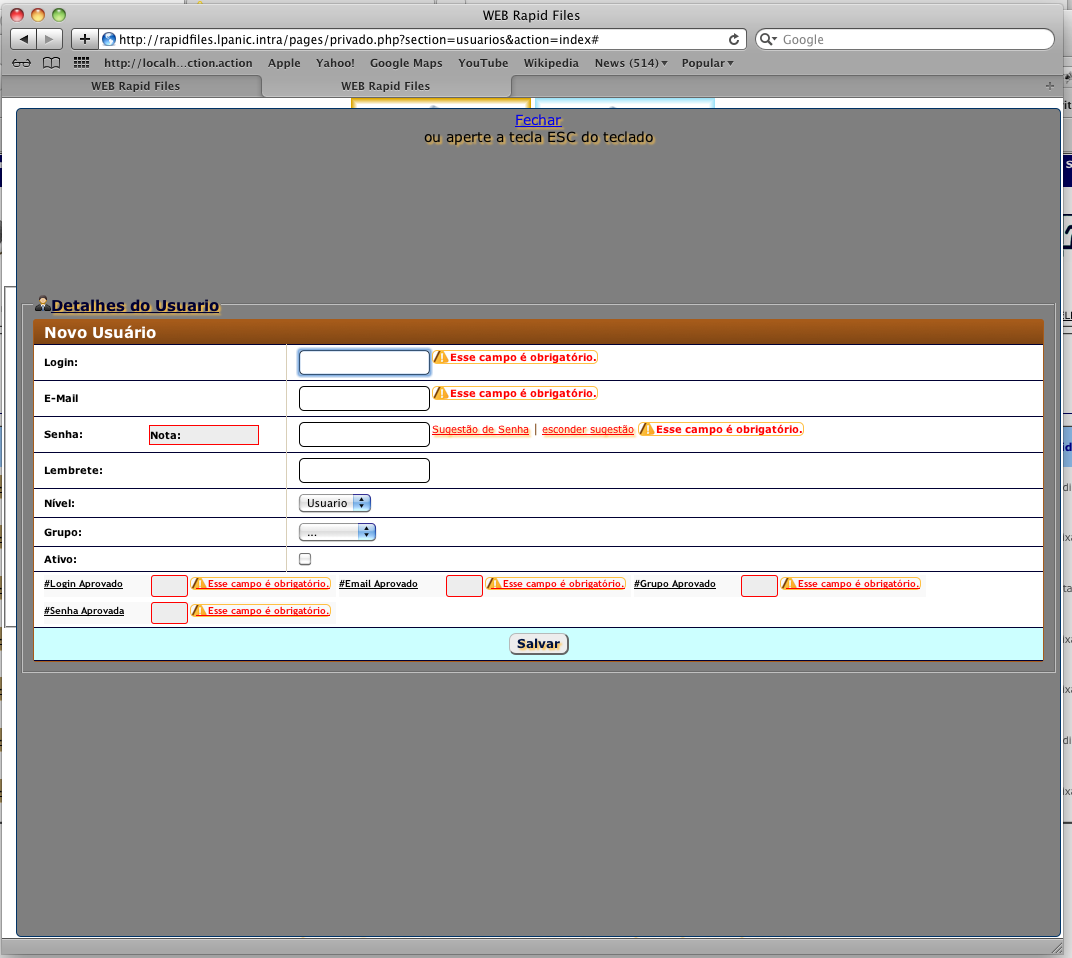 WEB Rapid Files
http://rapidfiles.lpanic.intra/pages/privado.php?section=usuarios&action=index# Google
http://localh...ction.action Apple Yahoo! Google Maps YouTube Wikipedia News (514) Popular
WEB Rapid Files WEB Rapid Files
Fechar
ou aperte a tecla ESC do teclado
Detalhes do Usuario
Novo Usuário
Login: Esse campo é obrigatório.
E-Mail Esse campo é obrigatório.
Senha: Nota: Sugestão de Senha | esconder sugestão Esse campo é obrigatório.
Lembrete:
Nível: Usuario
Grupo: ...
Ativo:
#Login Aprovado Esse campo é obrigatório. #Email Aprovado Esse campo é obrigatório. #Grupo Aprovado Esse campo é obrigatório.
#Senha Aprovada Esse campo é obrigatório.
Salvar